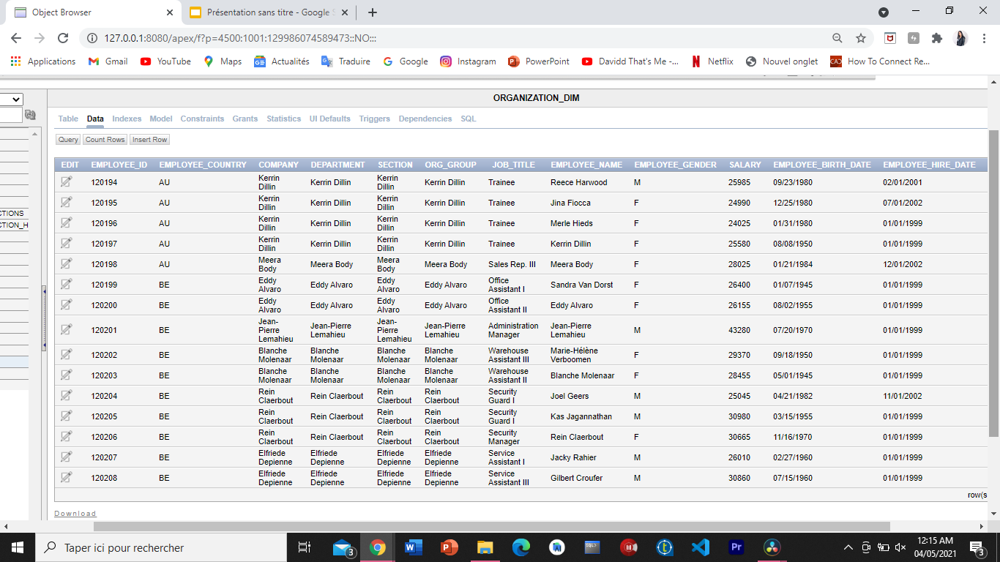 Object Browser
Présentation sans titre - Google S
127.0.0.1:8080/apex/f?p=4500:1001:129986074589473::NO:::
Applications Gmail YouTube Maps Actualités Traduire Google Instagram PowerPoint Davidd That's Me -... Netflix Nouvel onglet How To Connect Re...
ORGANIZATION_DIM
Table Data Indexes Model Constraints Grants Statistics UI Defaults Triggers Dependencies SQL
Query Count Rows Insert Row
EDIT EMPLOYEE_ID EMPLOYEE_COUNTRY COMPANY DEPARTMENT SECTION ORG_GROUP JOB_TITLE EMPLOYEE_NAME EMPLOYEE_GENDER SALARY EMPLOYEE_BIRTH_DATE EMPLOYEE_HIRE_DATE
120194 AU Kerrin Dillin Kerrin Dillin Kerrin Dillin Kerrin Dillin Trainee Reece Harwood M 25985 09/23/1980 02/01/2001
120195 AU Kerrin Dillin Kerrin Dillin Kerrin Dillin Kerrin Dillin Trainee Jina Fiocca F 24990 12/25/1980 07/01/2002
120196 AU Kerrin Dillin Kerrin Dillin Kerrin Dillin Kerrin Dillin Trainee Merle Hieds F 24025 01/31/1980 01/01/1999
120197 AU Kerrin Dillin Kerrin Dillin Kerrin Dillin Kerrin Dillin Trainee Kerrin Dillin F 25580 08/08/1950 01/01/1999
120198 AU Meera Body Meera Body Meera Body Meera Body Sales Rep. III Meera Body F 28025 01/21/1984 12/01/2002
120199 BE Eddy Alvaro Eddy Alvaro Eddy Alvaro Eddy Alvaro Office Assistant I Sandra Van Dorst F 26400 01/07/1945 01/01/1999
120200 BE Eddy Alvaro Eddy Alvaro Eddy Alvaro Eddy Alvaro Office Assistant II Eddy Alvaro F 26155 08/02/1955 01/01/1999
120201 BE Jean-Pierre Lemahieu Jean-Pierre Lemahieu Jean-Pierre Lemahieu Jean-Pierre Lemahieu Administration Manager Jean-Pierre Lemahieu M 43280 07/20/1970 01/01/1999
120202 BE Blanche Molenaar Blanche Molenaar Blanche Molenaar Blanche Molenaar Warehouse Assistant III Marie-Hélène Verboomen F 29370 09/18/1950 01/01/1999
120203 BE Blanche Molenaar Blanche Molenaar Blanche Molenaar Blanche Molenaar Warehouse Assistant II Blanche Molenaar F 28455 05/01/1945 01/01/1999
120204 BE Rein Claerbout Rein Claerbout Rein Claerbout Rein Claerbout Security Guard I Joel Geers M 25045 04/21/1982 11/01/2002
120205 BE Rein Claerbout Rein Claerbout Rein Claerbout Rein Claerbout Security Guard I Kas Jagannathan M 30980 03/15/1955 01/01/1999
120206 BE Rein Claerbout Rein Claerbout Rein Claerbout Rein Claerbout Security Manager Rein Claerbout F 30665 11/16/1970 01/01/1999
120207 BE Elfriede Depienne Elfriede Depienne Elfriede Depienne Elfriede Depienne Service Assistant I Jacky Rahier M 26010 02/27/1960 01/01/1999
120208 BE Elfriede Depienne Elfriede Depienne Elfriede Depienne Elfriede Depienne Service Assistant III Gilbert Croufer M 30860 07/15/1960 01/01/1999
row(s
Download
CTIONS
CTION_H
Taper ici pour rechercher
3
12:15 AM
04/05/2021
3